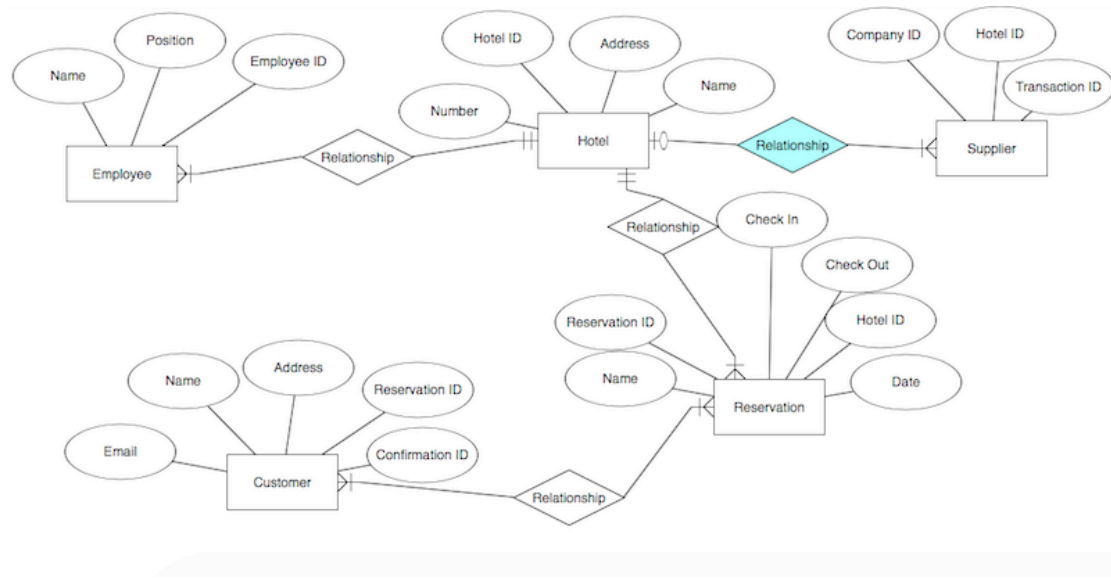 Position
Hotel ID
Address
Company ID
Hotel ID
Name
Employee ID
Name
Transaction ID
Number
Hotel
Relationship
Supplier
Relationship
Employee
Relationship
Check In
Check Out
Reservation ID
Hotel ID
Address
Name
Reservation ID
Name
Date
Reservation
Email
Confirmation ID
Customer
Relationship